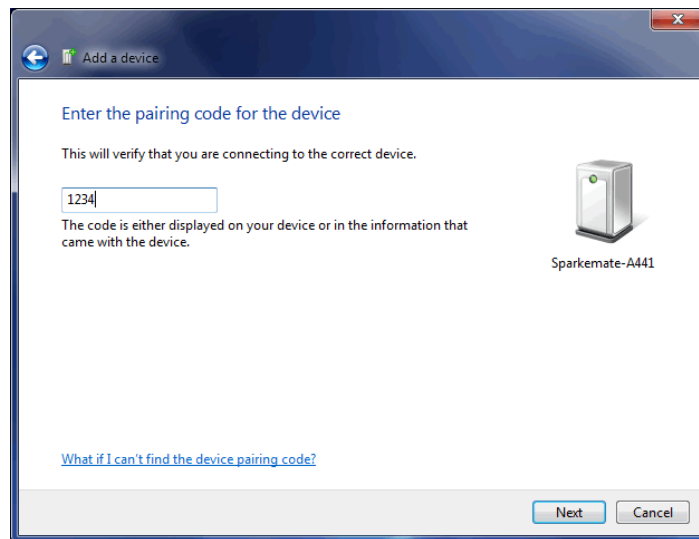 Add a device
Enter the pairing code for the device
This will verify that you are connecting to the correct device.
1234
The code is either displayed on your device or in the information that
came with the device.
Sparkemate-A441
What if I can't find the device pairing code?
Next
Cancel